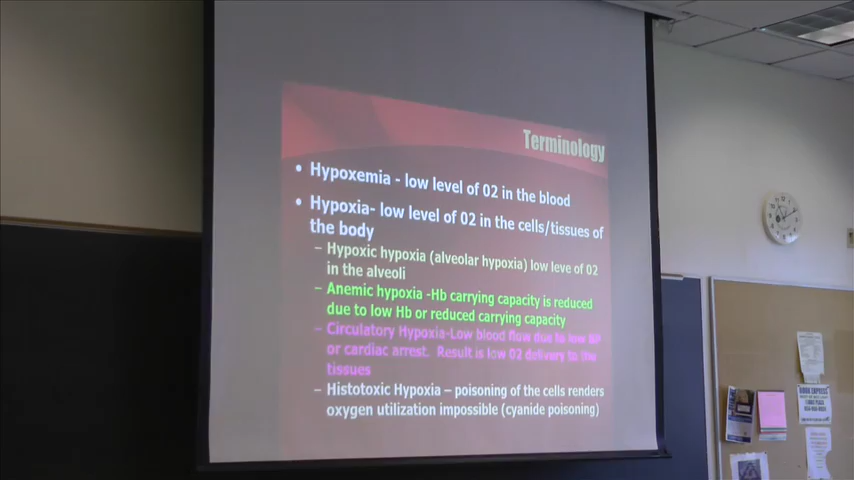 Terminology
• Hypoxemia - low level of 02 in the blood
• Hypoxia- low level of 02 in the cells/tissues of
the body
– Hypoxic hypoxia (alveolar hypoxia) low leve of 02
in the alveoli
– Anemic hypoxia -Hb carrying capacity is reduced
due to low Hb or reduced carrying capacity
– Circulatory Hypoxia-Low blood flow due to low BP
or cardiac arrest. Result is low 02 delivery to the
tissues
– Histotoxic Hypoxia – poisoning of the cells renders
oxygen utilization impossible (cyanide poisoning)
BOOK EXPRESS